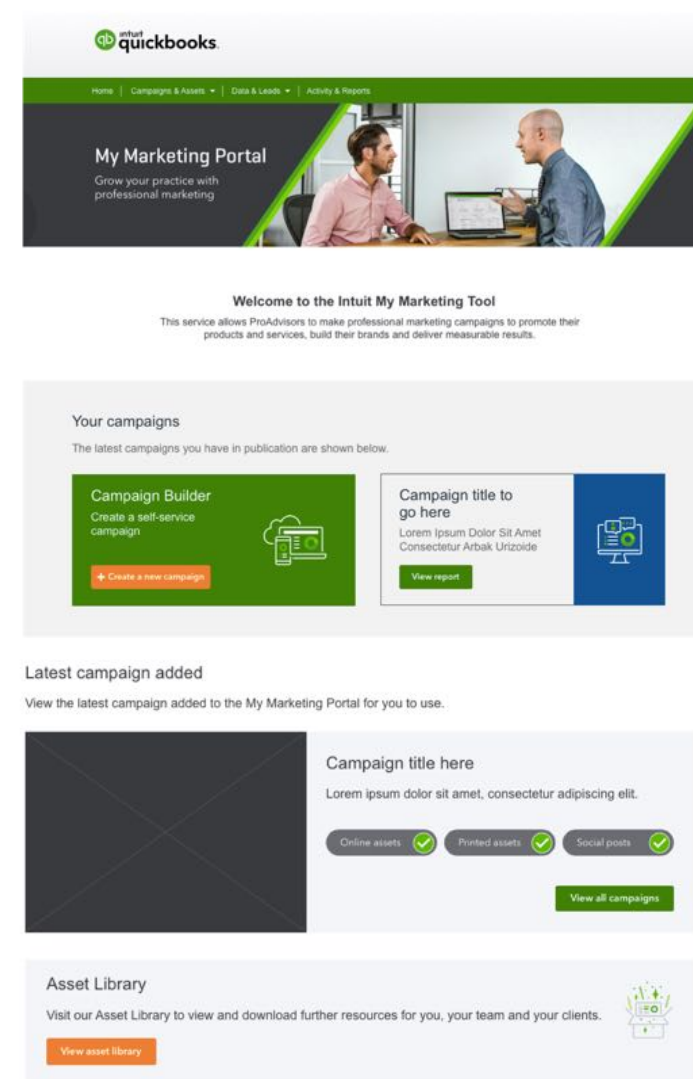 qb intuit
quickbooks.
Home | Campaigns & Assets | Data & Leads | Activity & Reports
My Marketing Portal
Grow your practice with
professional marketing
Welcome to the Intuit My Marketing Tool
This service allows ProAdvisors to make professional marketing campaigns to promote their
products and services, build their brands and deliver measurable results.
Your campaigns
The latest campaigns you have in publication are shown below.
Campaign Builder
Create a self-service
campaign
+ Create a new campaign
Campaign title to
go here
Lorem Ipsum Dolor Sit Amet
Consectetur Arbak Urizoide
View report
Latest campaign added
View the latest campaign added to the My Marketing Portal for you to use.
Campaign title here
Lorem ipsum dolor sit amet, consectetur adipiscing elit.
Online assets
Printed assets
Social posts
View all campaigns
Asset Library
Visit our Asset Library to view and download further resources for you, your team and your clients.
View asset library